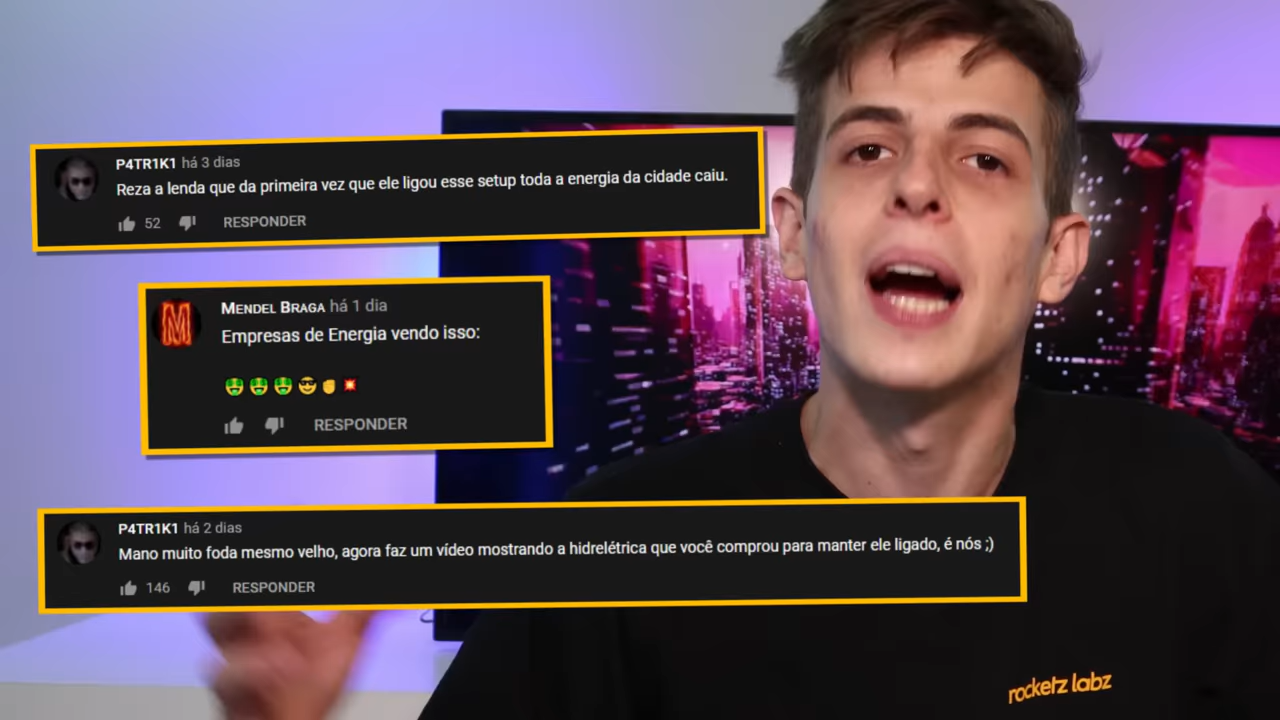 P4TR1K1 há 3 dias
Reza a lenda que da primeira vez que ele ligou esse setup toda a energia da cidade caiu.
52 RESPONDER
MENDEL BRAGA há 1 dia
Empresas de Energia vendo isso:
🤑🤑🤑😎✊💥
RESPONDER
P4TR1K1 há 2 dias
Mano muito foda mesmo velho, agora faz um vídeo mostrando a hidrelétrica que você comprou para manter ele ligado, é nós ;)
146 RESPONDER
rocketz labz